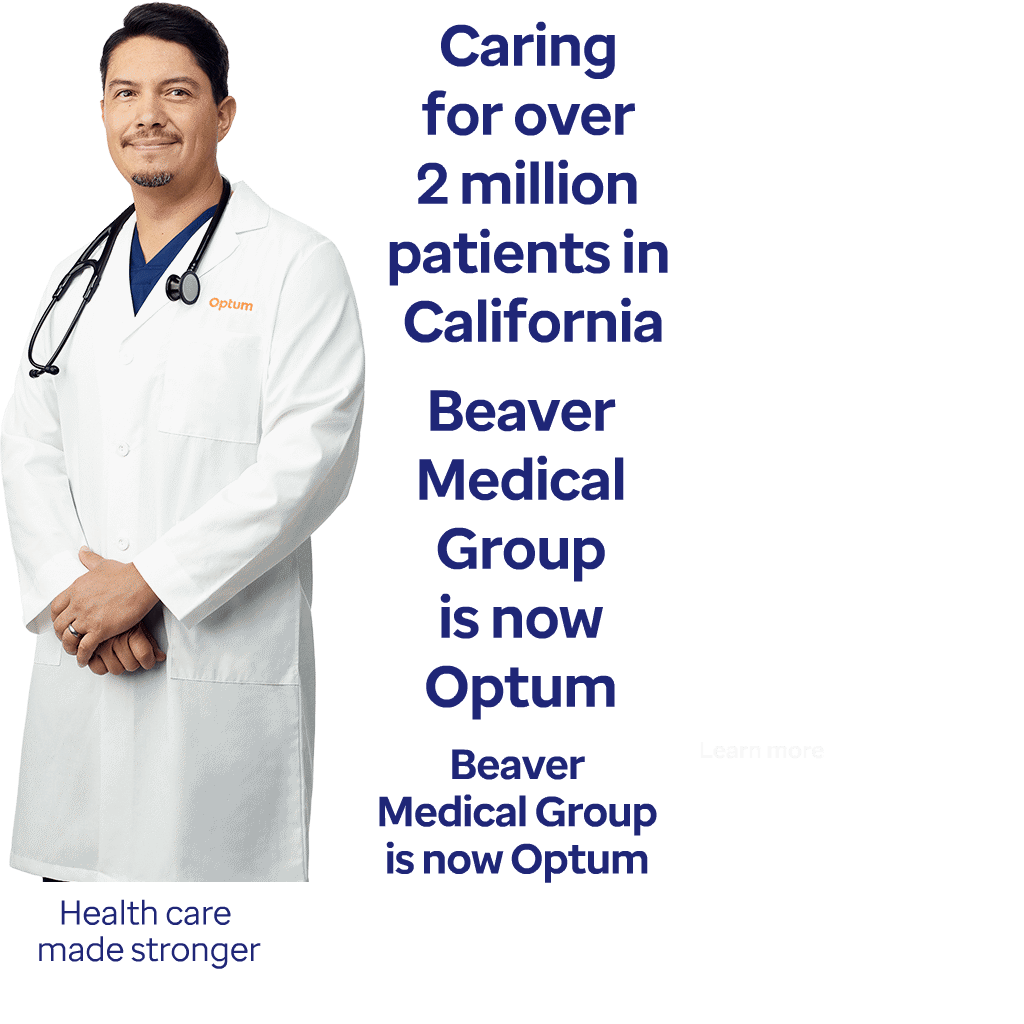 Caring
for over
2 million
patients in
California
Optum
Beaver
Medical
Group
is now
Optum
Learn more
Beaver
Medical Group
is now Optum
Health care
made stronger